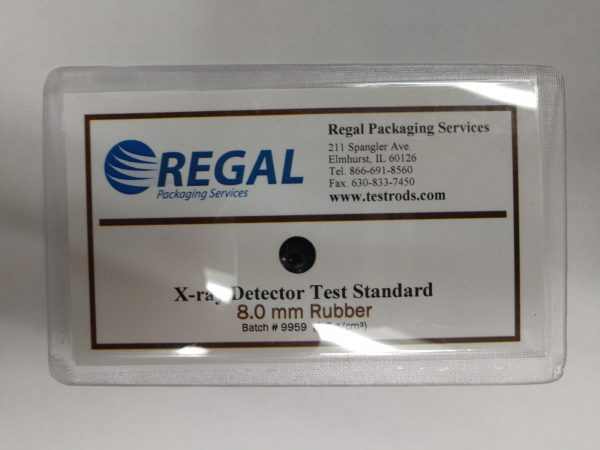 REGAL
Packaging Services
Regal Packaging Services
211 Spangler Ave.
Elmhurst, IL 60126
Tel. 866-691-8560
Fax. 630-833-7450
www.testrods.com
X-ray Detector Test Standard
8.0 mm Rubber
Batch # 9959